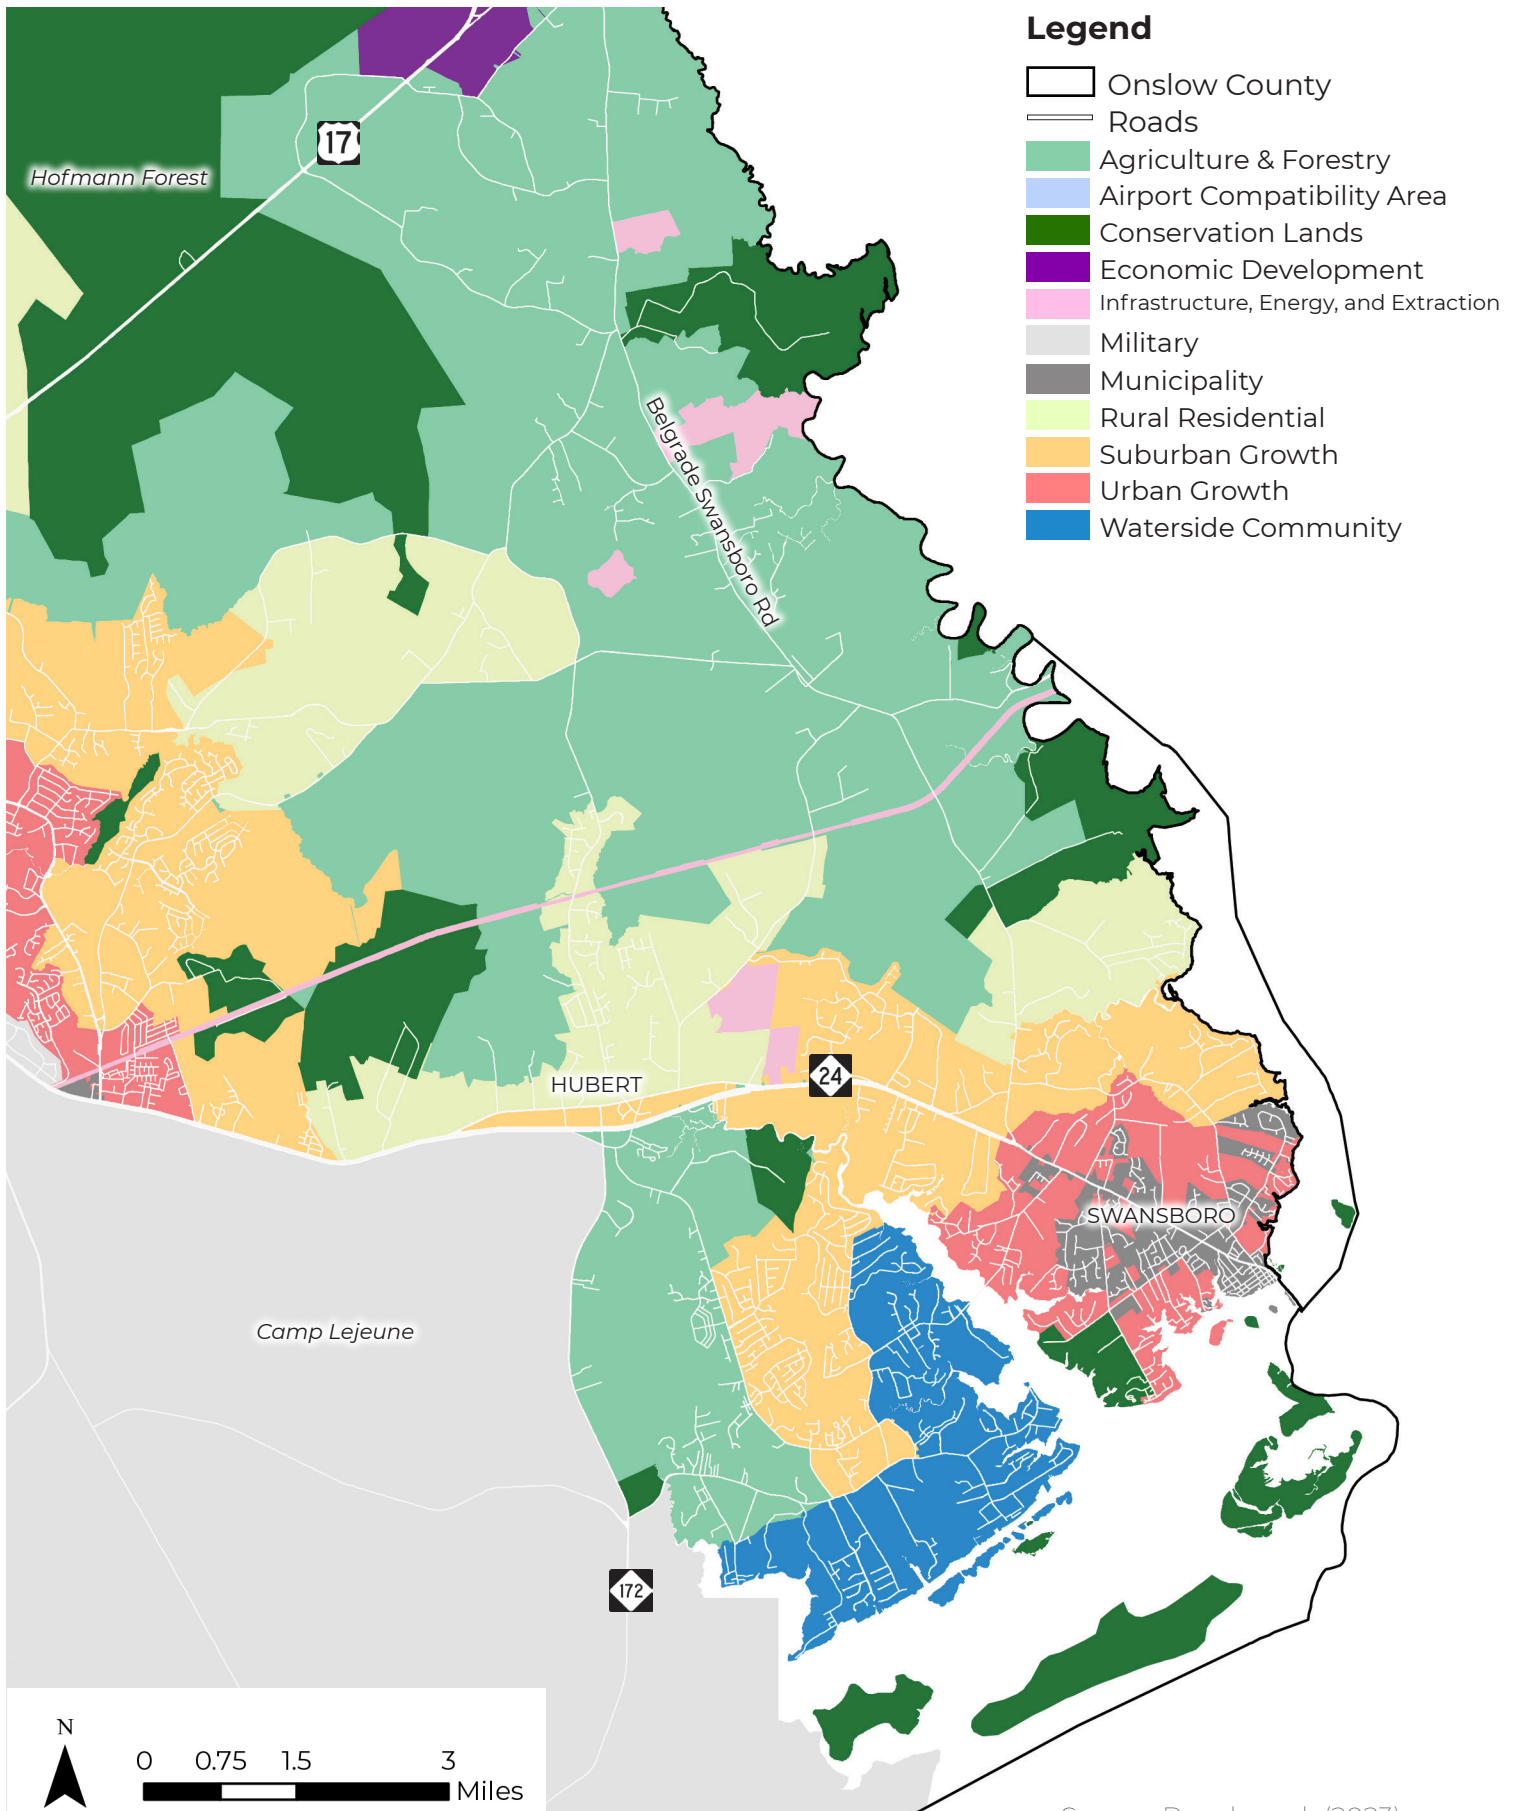 Legend
Onslow County
Roads
Agriculture & Forestry
Airport Compatibility Area
Conservation Lands
Economic Development
Infrastructure, Energy, and Extraction
Military
Municipality
Rural Residential
Suburban Growth
Urban Growth
Waterside Community
17
Hofmann Forest
Belgrade Swansboro Rd
HUBERT
24
SWANSBORO
Camp Lejeune
172
N
0 0.75 1.5 3
Miles